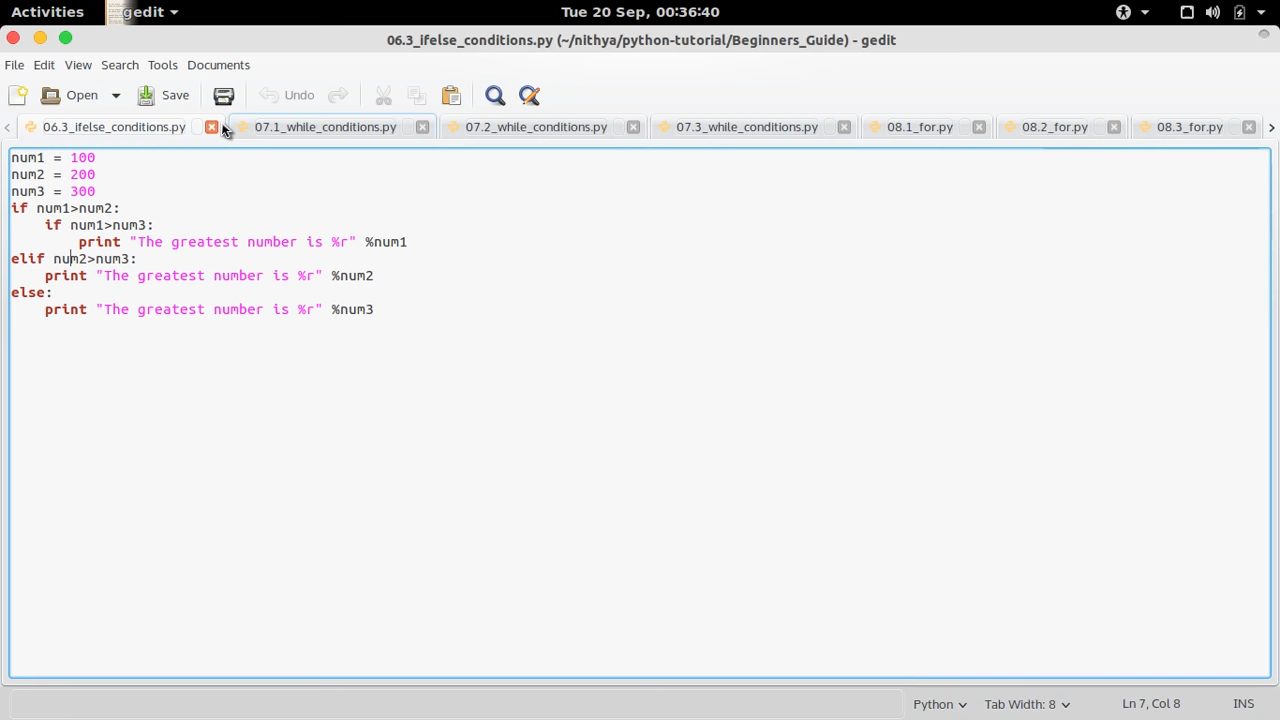 Activities gedit Tue 20 Sep, 00:36:40
06.3_ifelse_conditions.py (~/nithya/python-tutorial/Beginners_Guide) - gedit
File Edit View Search Tools Documents
Open Save Undo
06.3_ifelse_conditions.py 07.1_while_conditions.py 07.2_while_conditions.py 07.3_while_conditions.py 08.1_for.py 08.2_for.py 08.3_for.py
num1 = 100
num2 = 200
num3 = 300
if num1>num2:
    if num1>num3:
        print "The greatest number is %r" %num1
elif num2>num3:
    print "The greatest number is %r" %num2
else:
    print "The greatest number is %r" %num3
Python Tab Width: 8 Ln 7, Col 8 INS